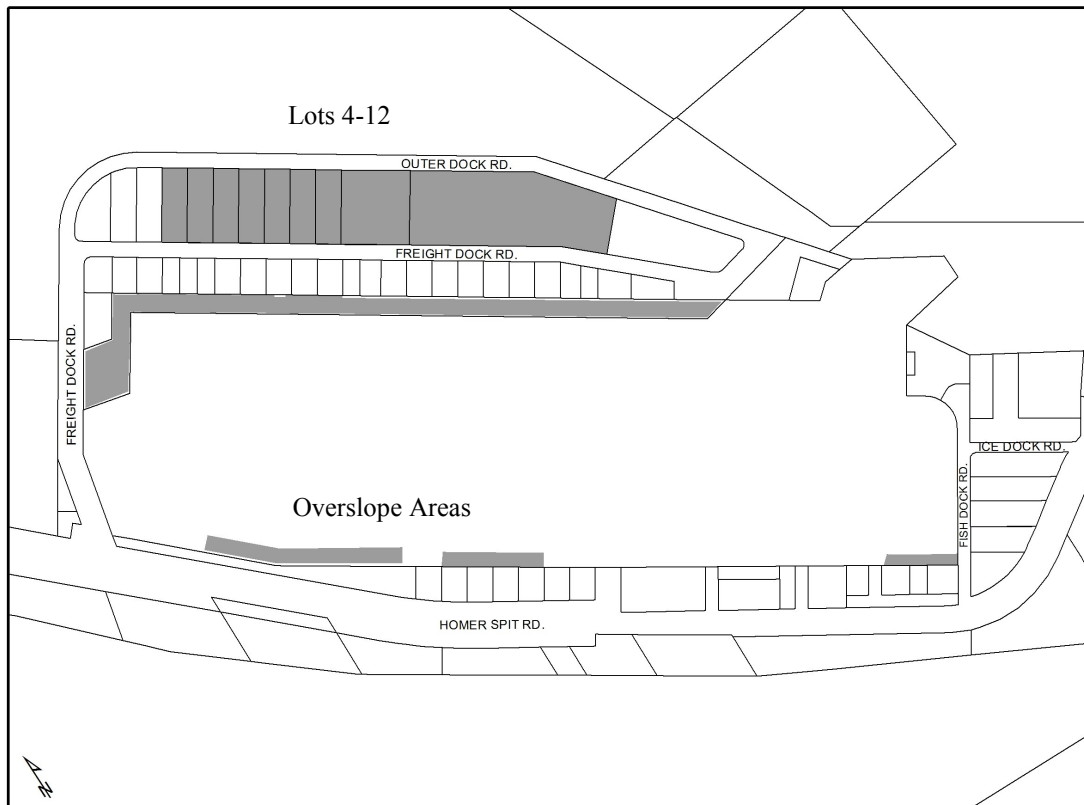 Lots 4-12
OUTER DOCK RD.
FREIGHT DOCK RD.
FREIGHT DOCK RD.
ICE DOCK RD.
FISH DOCK RD.
Overslope Areas
HOMER SPIT RD.
N